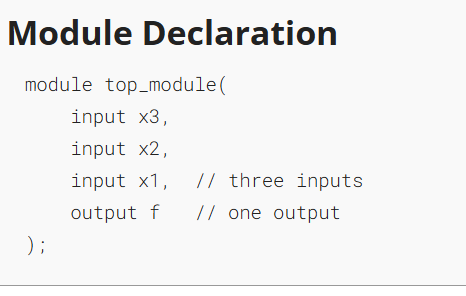 Module Declaration
module top_module(
    input x3,
    input x2,
    input x1,  // three inputs
    output f   // one output
);